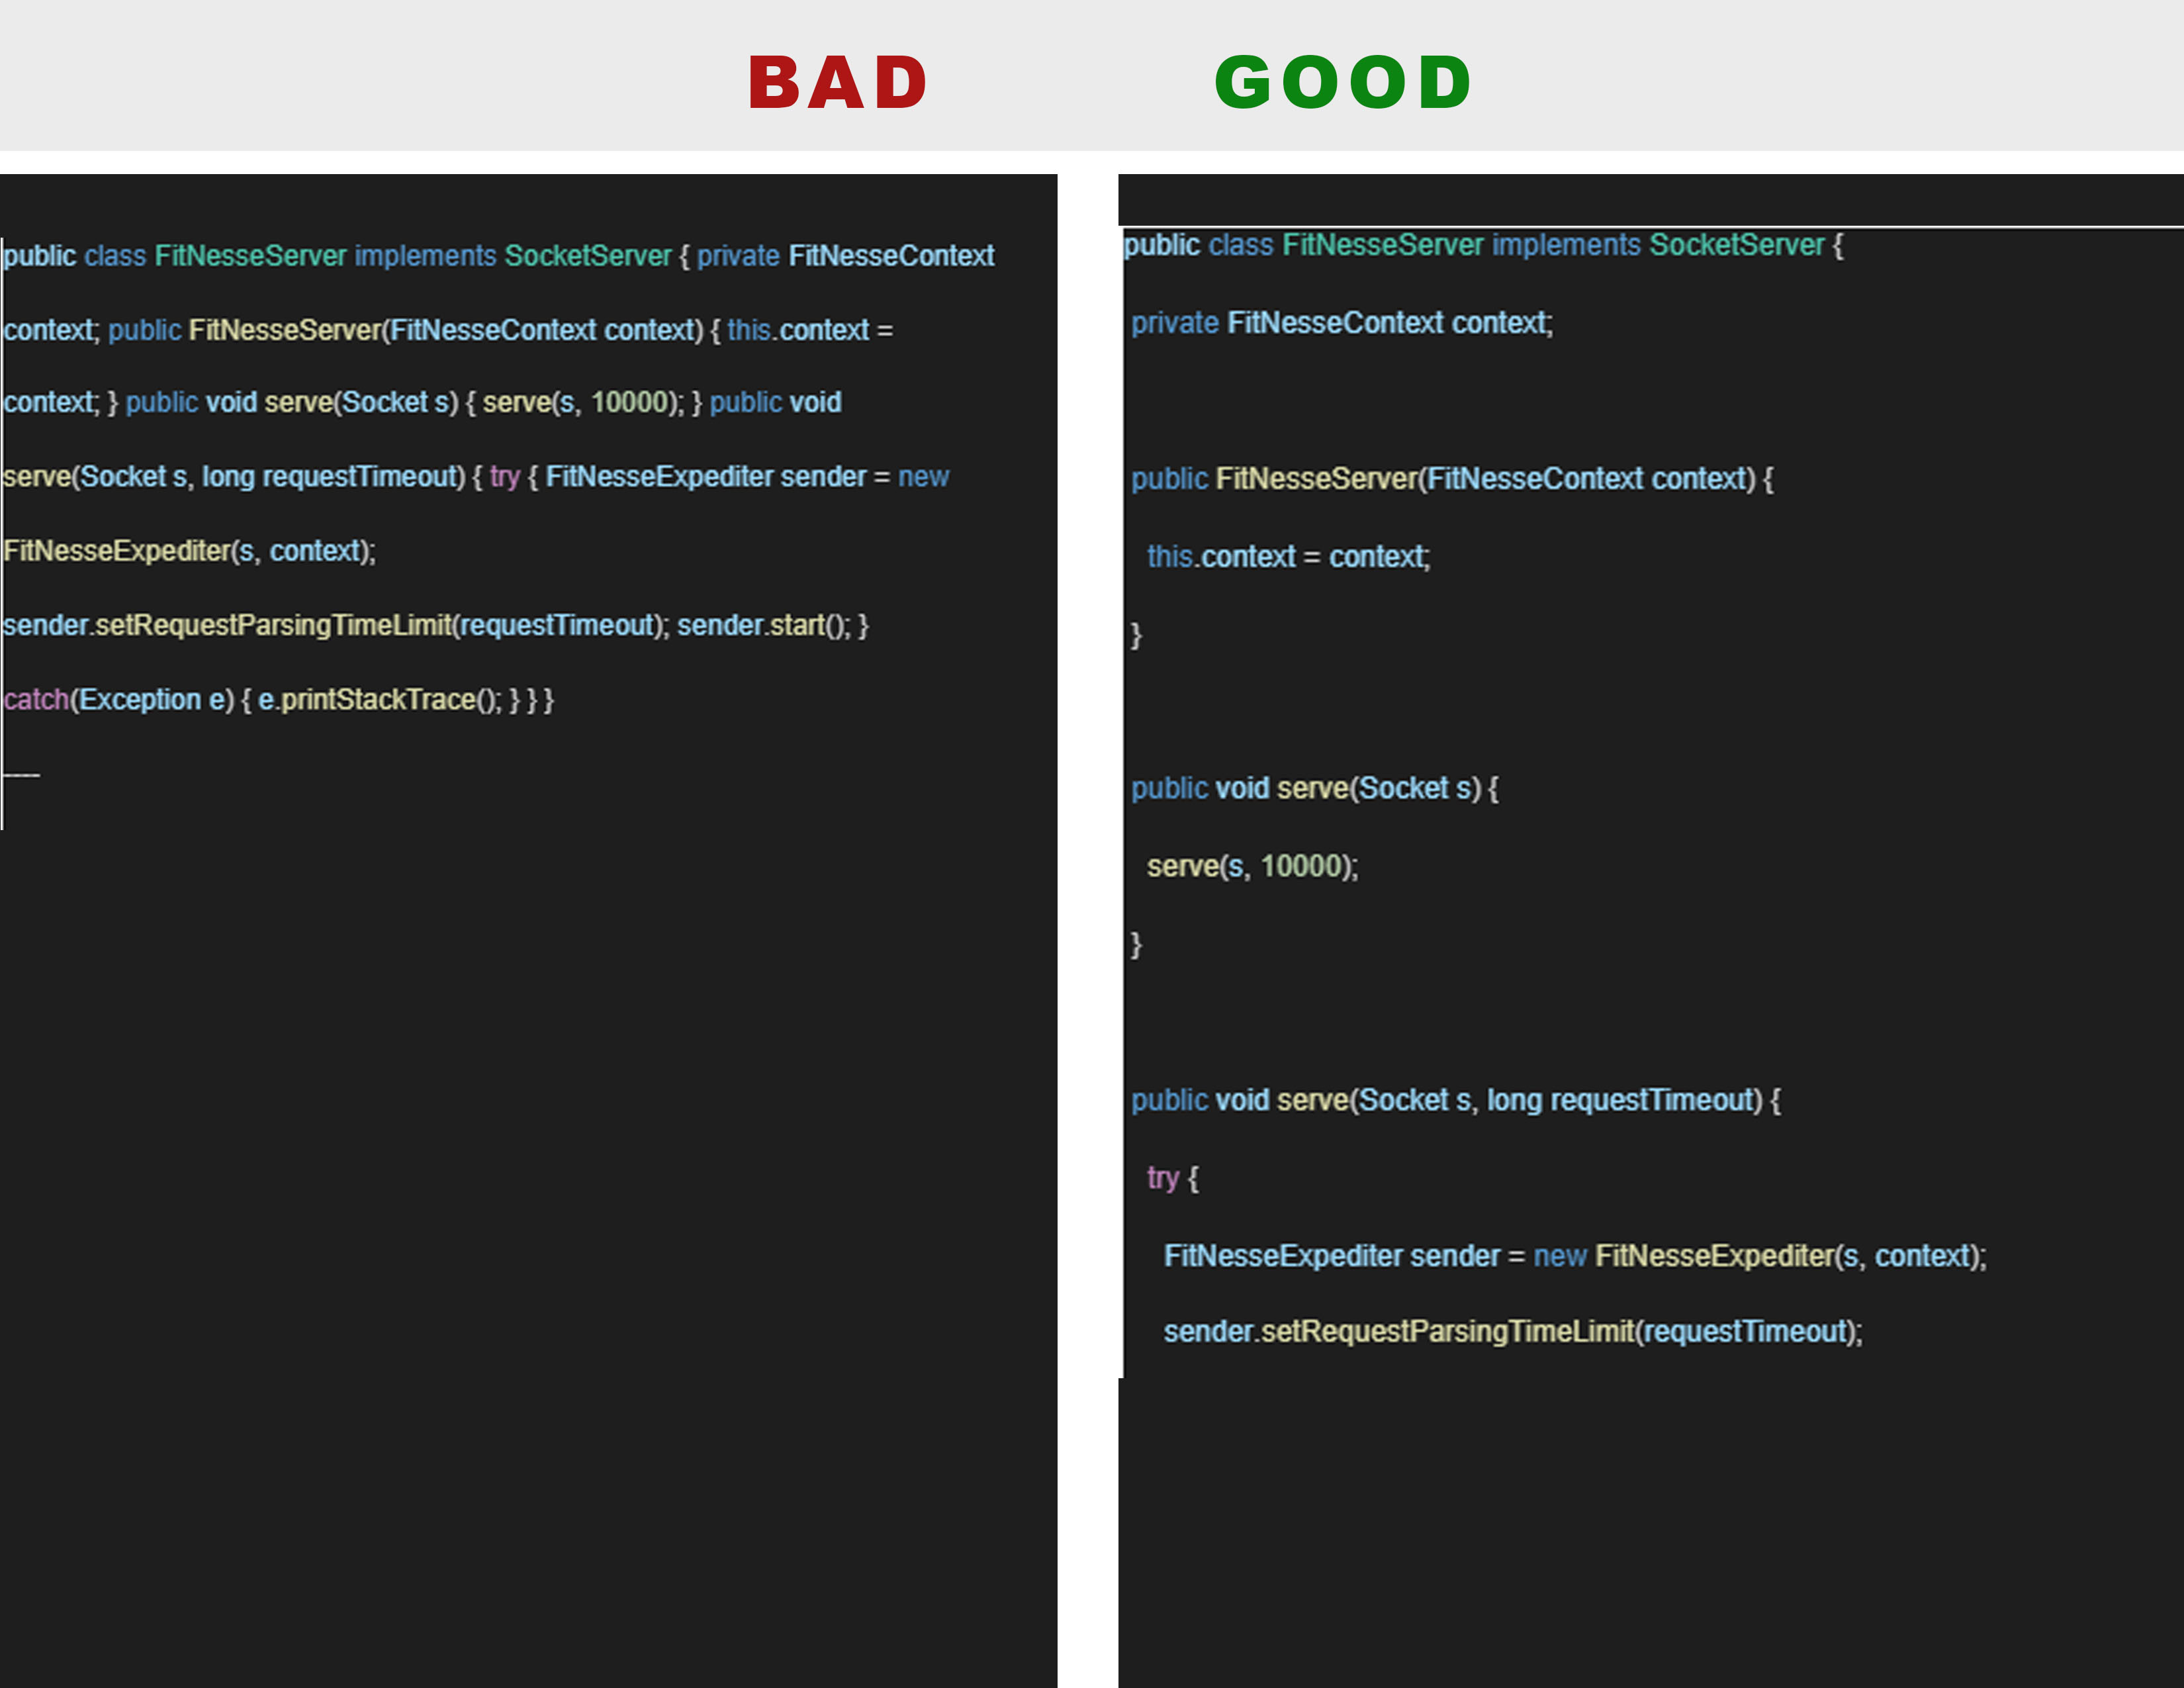 BAD GOOD
public class FitNesseServer implements SocketServer { private FitNesseContext
context; public FitNesseServer(FitNesseContext context) { this.context =
context; } public void serve(Socket s) { serve(s, 10000); } public void
serve(Socket s, long requestTimeout) { try { FitNesseExpediter sender = new
FitNesseExpediter(s, context);
sender.setRequestParsingTimeLimit(requestTimeout); sender.start(); }
catch(Exception e) { e.printStackTrace(); } } }
public class FitNesseServer implements SocketServer {
private FitNesseContext context;
public FitNesseServer(FitNesseContext context) {
this.context = context;
}
public void serve(Socket s) {
serve(s, 10000);
}
public void serve(Socket s, long requestTimeout) {
try {
FitNesseExpediter sender = new FitNesseExpediter(s, context);
sender.setRequestParsingTimeLimit(requestTimeout);